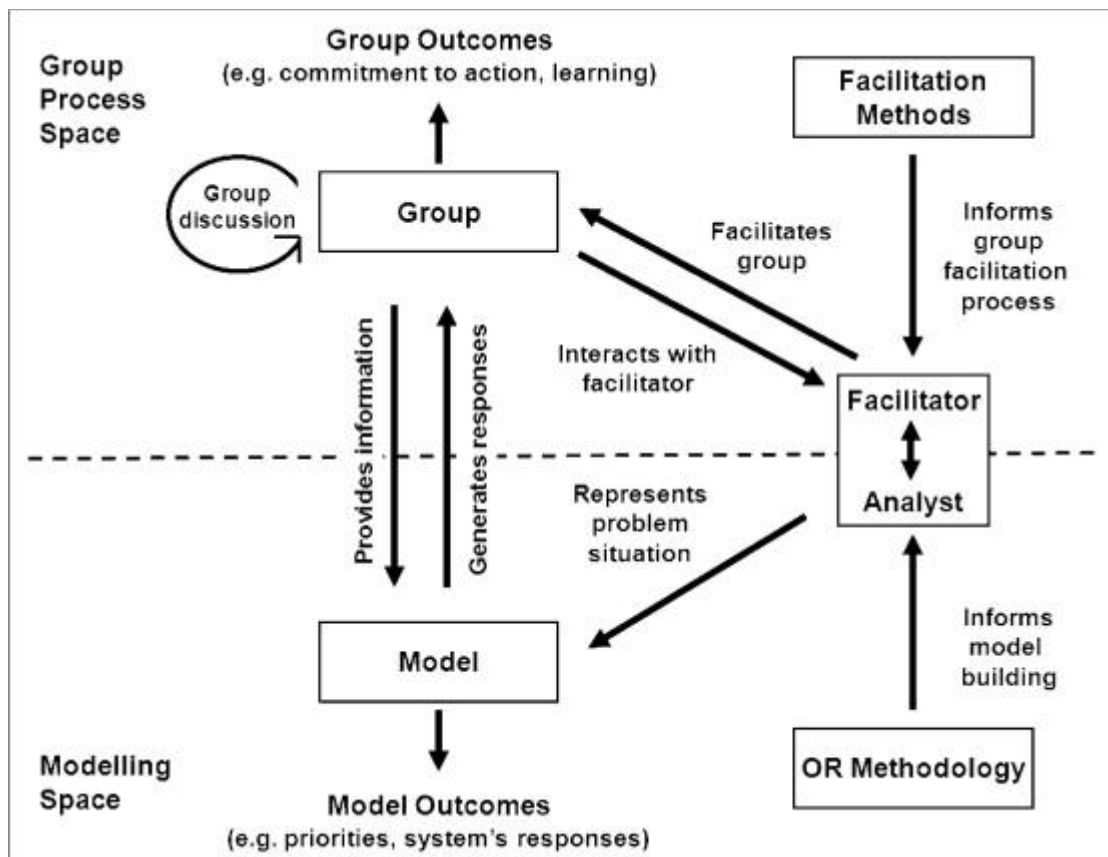 Group Outcomes
(e.g. commitment to action, learning)
Group
Process
Space
Facilitation
Methods
Group
discussion
Group
Facilitates
group
Informs
group
facilitation
process
Provides information
Generates responses
Interacts with
facilitator
Facilitator
Analyst
Represents
problem
situation
Model
Informs
model
building
OR Methodology
Modelling
Space
Model Outcomes
(e.g. priorities, system's responses)